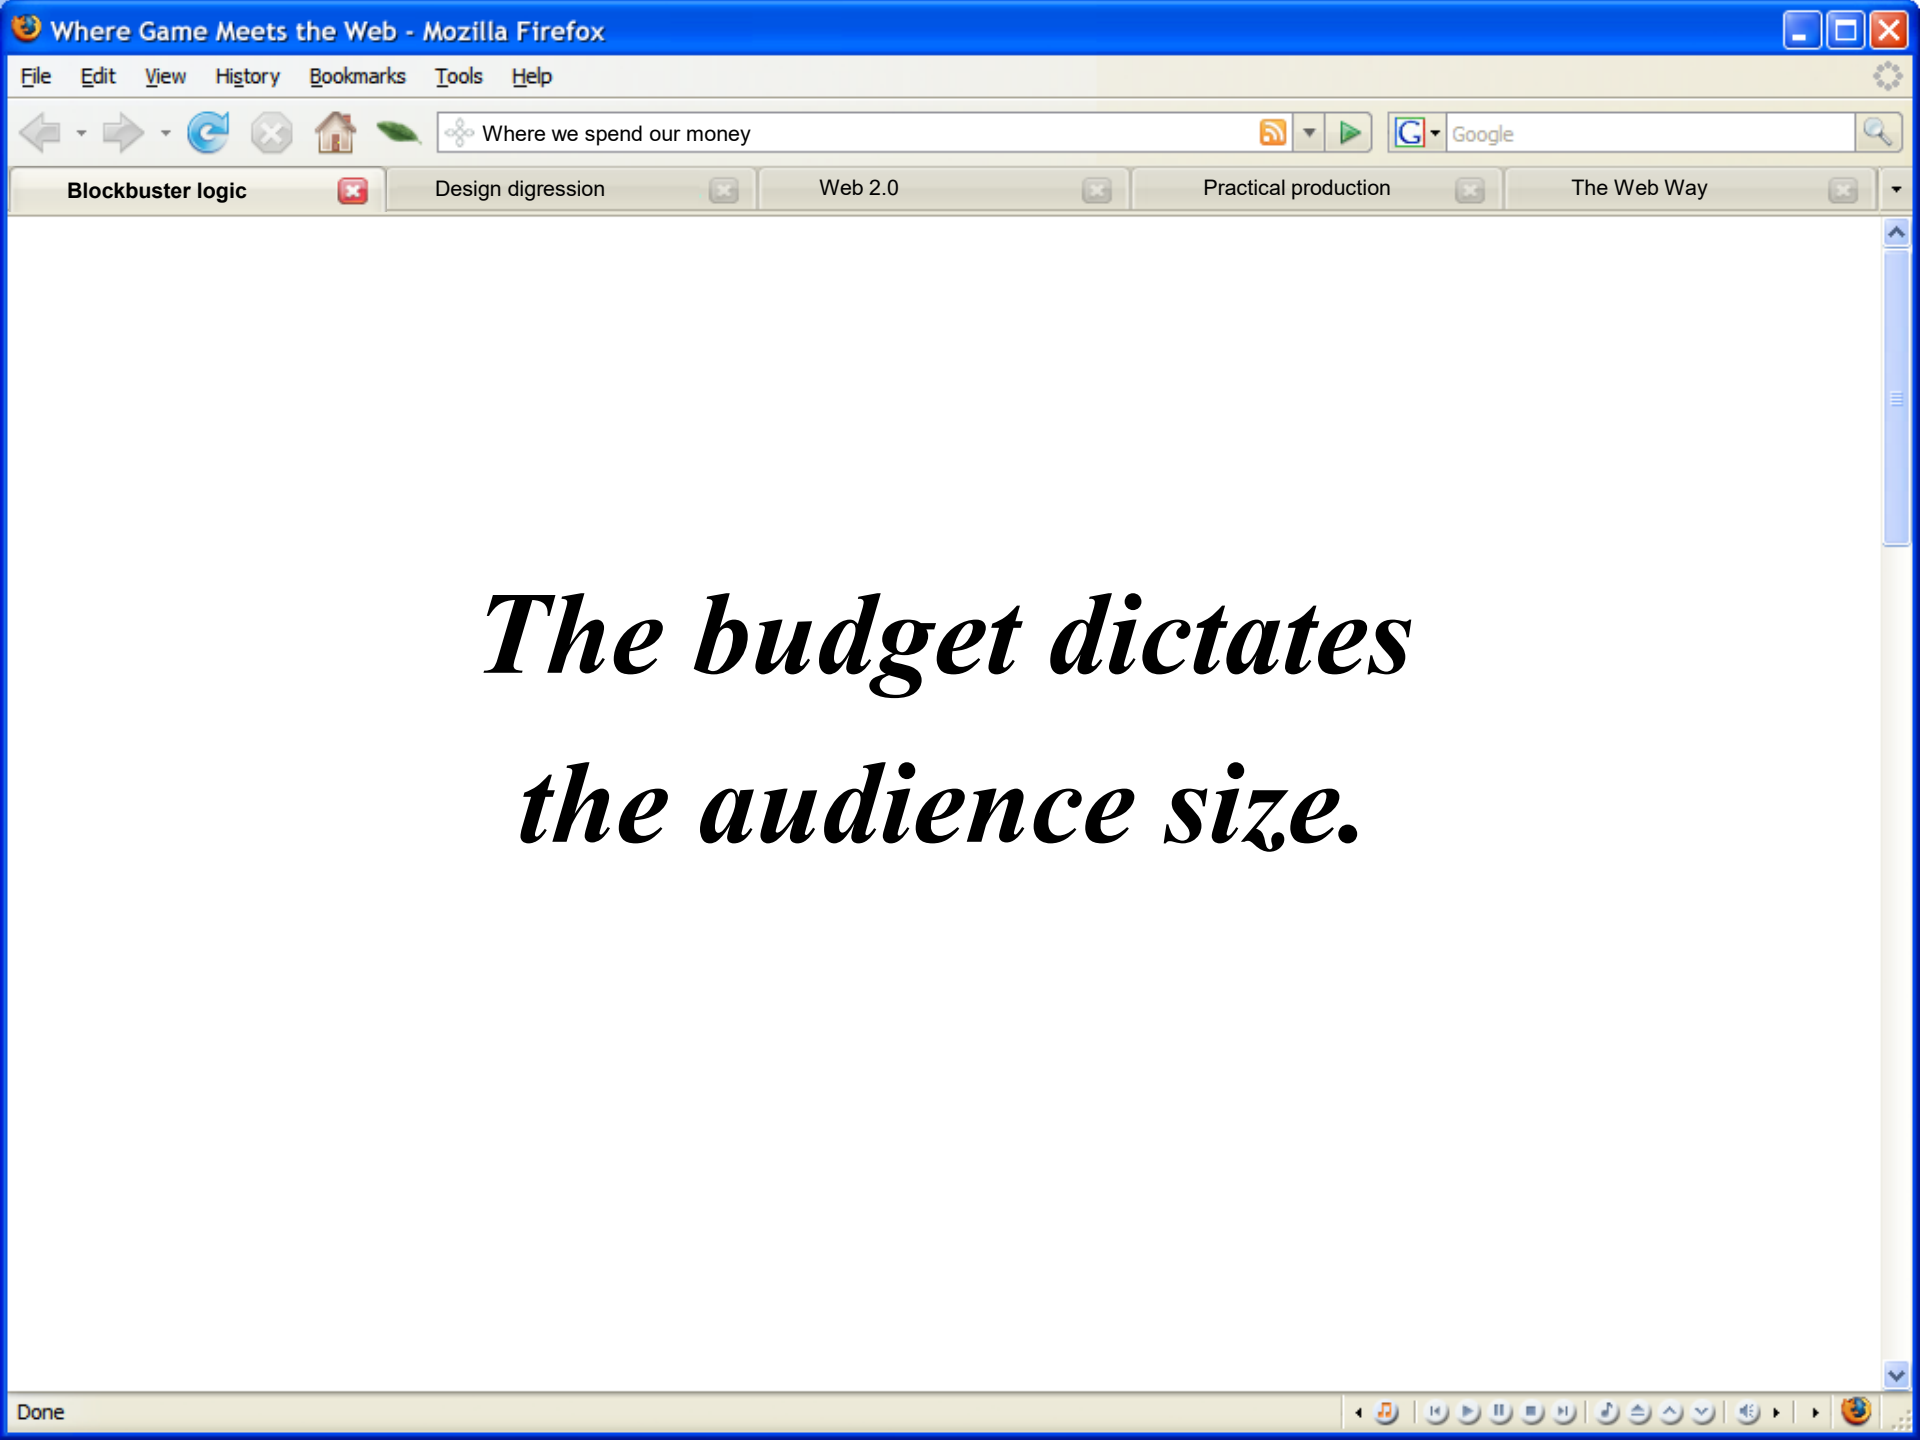 Where Game Meets the Web - Mozilla Firefox
File Edit View History Bookmarks Tools Help
Where we spend our money G Google
Blockbuster logic Design digression Web 2.0 Practical production The Web Way
The budget dictates
the audience size.
Done